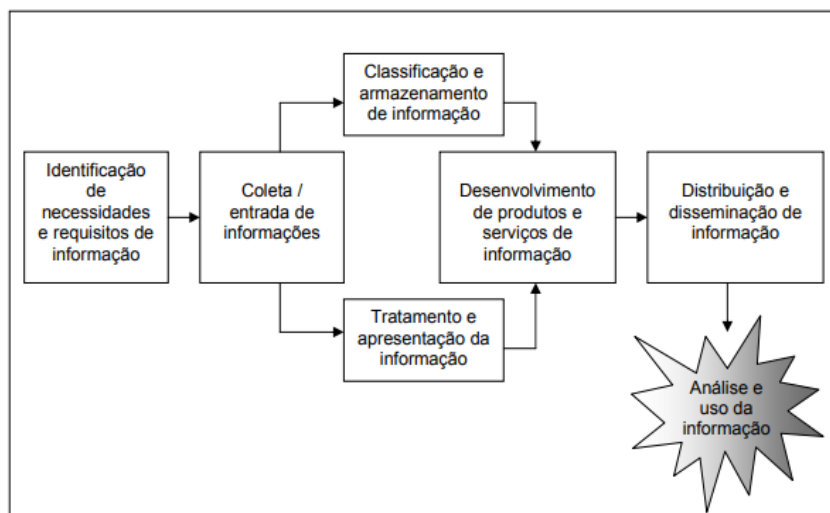 Identificação
de
necessidades
e requisitos de
informação
Coleta /
entrada de
informações
Classificação e
armazenamento
de informação
Tratamento e
apresentação da
informação
Desenvolvimento
de produtos e
serviços de
informação
Distribuição e
disseminação de
informação
Análise e
uso da
informação